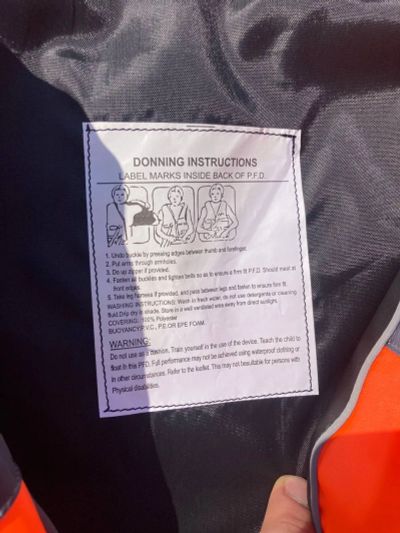 DONNING INSTRUCTIONS
LABEL MARKS INSIDE BACK OF P.F.D.
1. Undo buckle by pressing edges between thumb and forefinger.
2. Put arms through armholes.
3. Do up zipper if provided.
4. Fasten all buckles and tighten belts so as to ensure a firm fit P.F.D. Should meet at
front edges.
5. Take leg harness if provided, and pass between legs and fasten to ensure firm fit.
WASHING INSTRUCTIONS: Wash in fresh water, do not use detergents or cleaning
fluid.Drip dry in shade. Store in a well ventilated area away from direct sunlight.
COVERING: 100% Polyester
BUOYANCY:P.V.C., P.E.OR EPE FOAM.
WARNING:
Do not use as a cushion. Train yourself in the use of the device. Teach the child to
float in this PFD. Full performance may not be achieved using waterproof clothing or
in other circumstances. Refer to the leaflet. This may not besuitable for persons with
Physical disabilities.